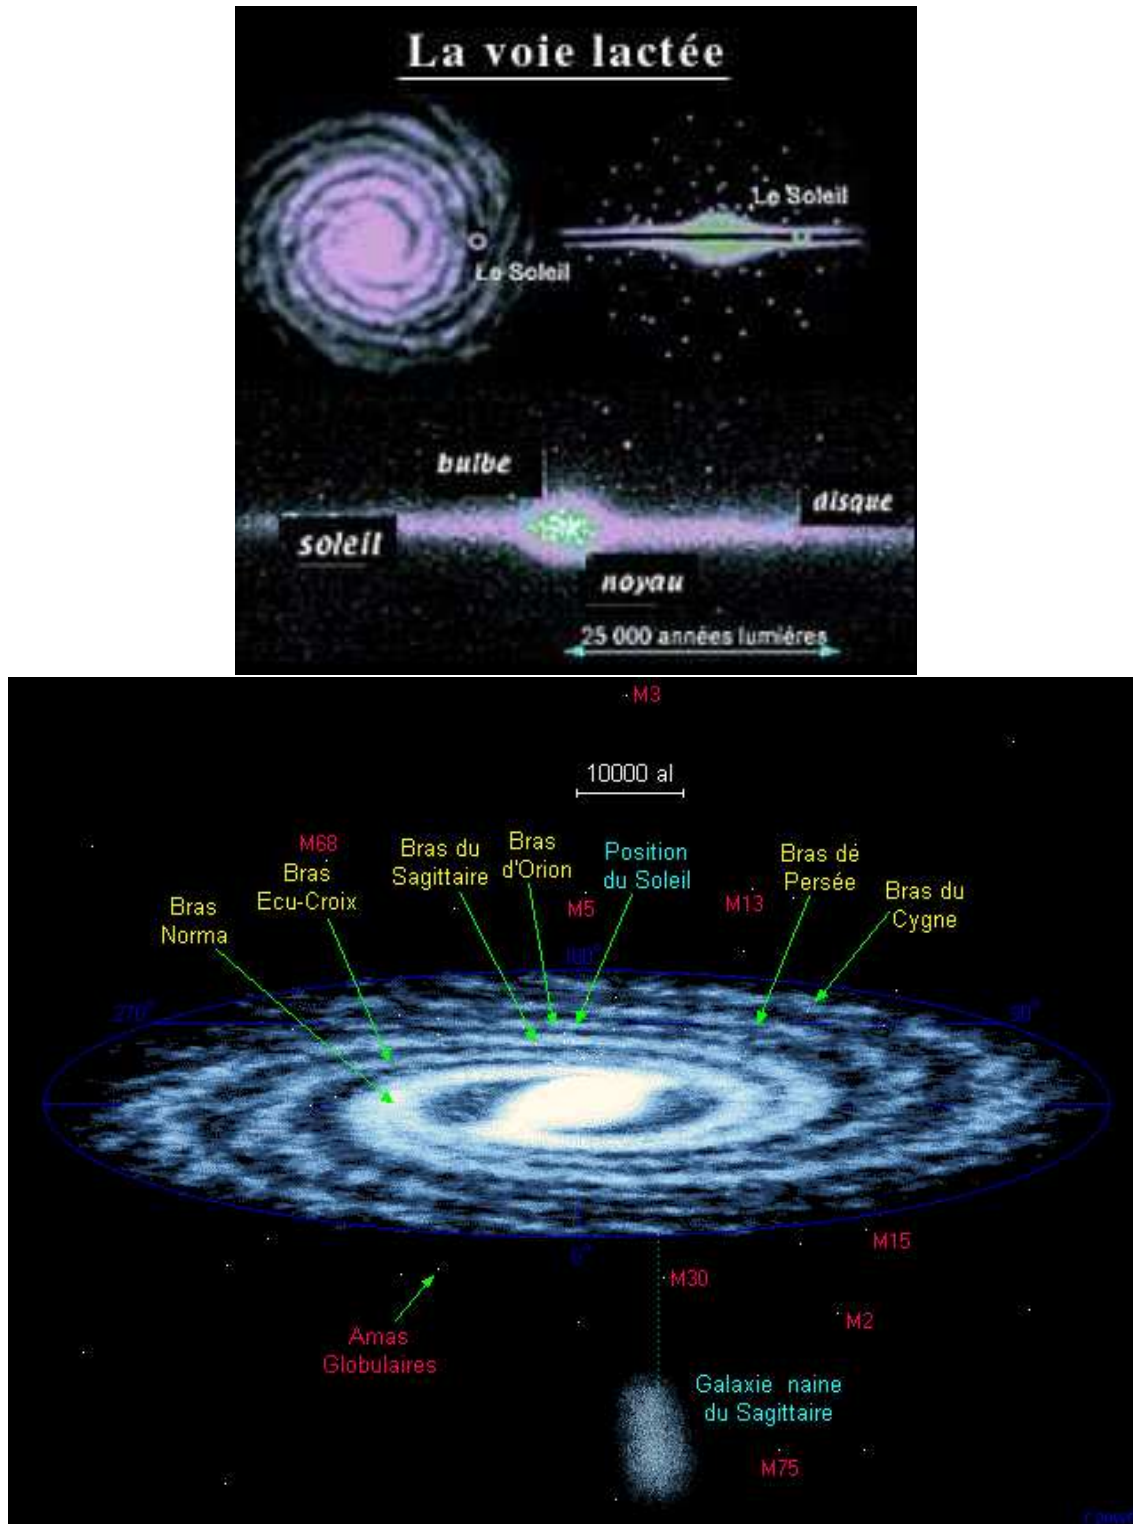 La voie lactée
Le Soleil
Le Soleil
bulbe
disque
soleil
noyau
25 000 années lumières
M3
10000 al
M68
Bras du
Sagittaire
Bras
d'Orion
Position
du Soleil
Bras de
Persée
Bras
Ecu-Croix
Bras du
Cygne
Bras
Norma
M5
M13
180°
270°
90°
0°
M15
M30
M2
Amas
Globulaires
Galaxie naine
du Sagittaire
M75